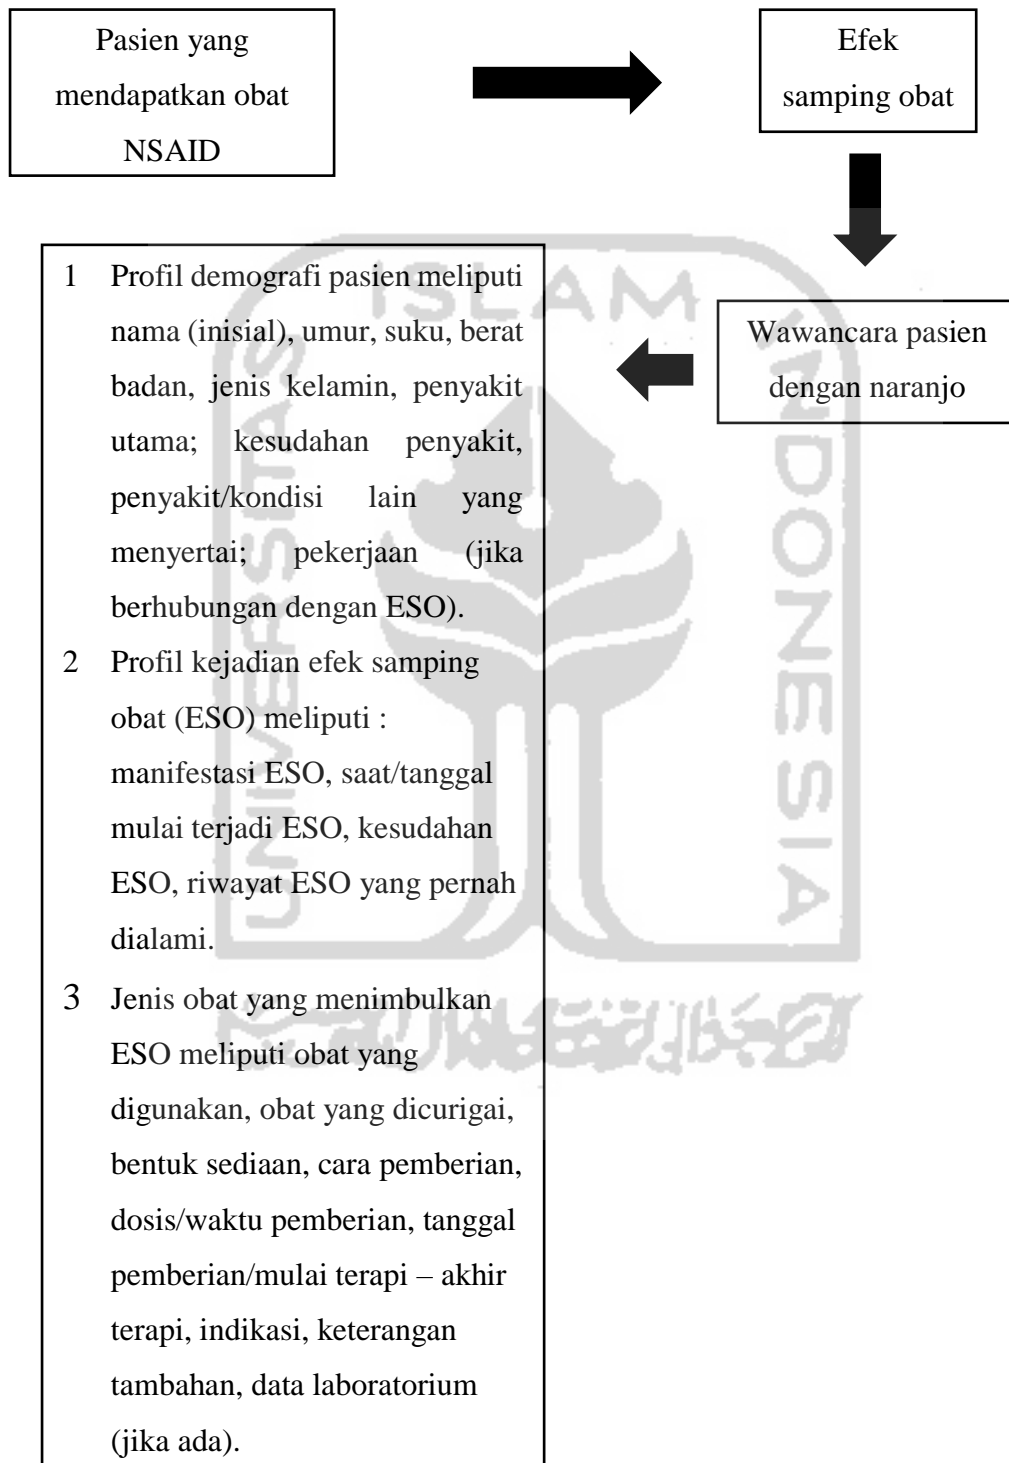 Pasien yang
mendapatkan obat
NSAID
Efek
samping obat
Wawancara pasien
dengan naranjo
1 Profil demografi pasien meliputi
nama (inisial), umur, suku, berat
badan, jenis kelamin, penyakit
utama; kesudahan penyakit,
penyakit/kondisi lain yang
menyertai; pekerjaan (jika
berhubungan dengan ESO).
2 Profil kejadian efek samping
obat (ESO) meliputi :
manifestasi ESO, saat/tanggal
mulai terjadi ESO, kesudahan
ESO, riwayat ESO yang pernah
dialami.
3 Jenis obat yang menimbulkan
ESO meliputi obat yang
digunakan, obat yang dicurigai,
bentuk sediaan, cara pemberian,
dosis/waktu pemberian, tanggal
pemberian/mulai terapi – akhir
terapi, indikasi, keterangan
tambahan, data laboratorium
(jika ada).
UNIVERSITAS
ISLAM
INDONESIA